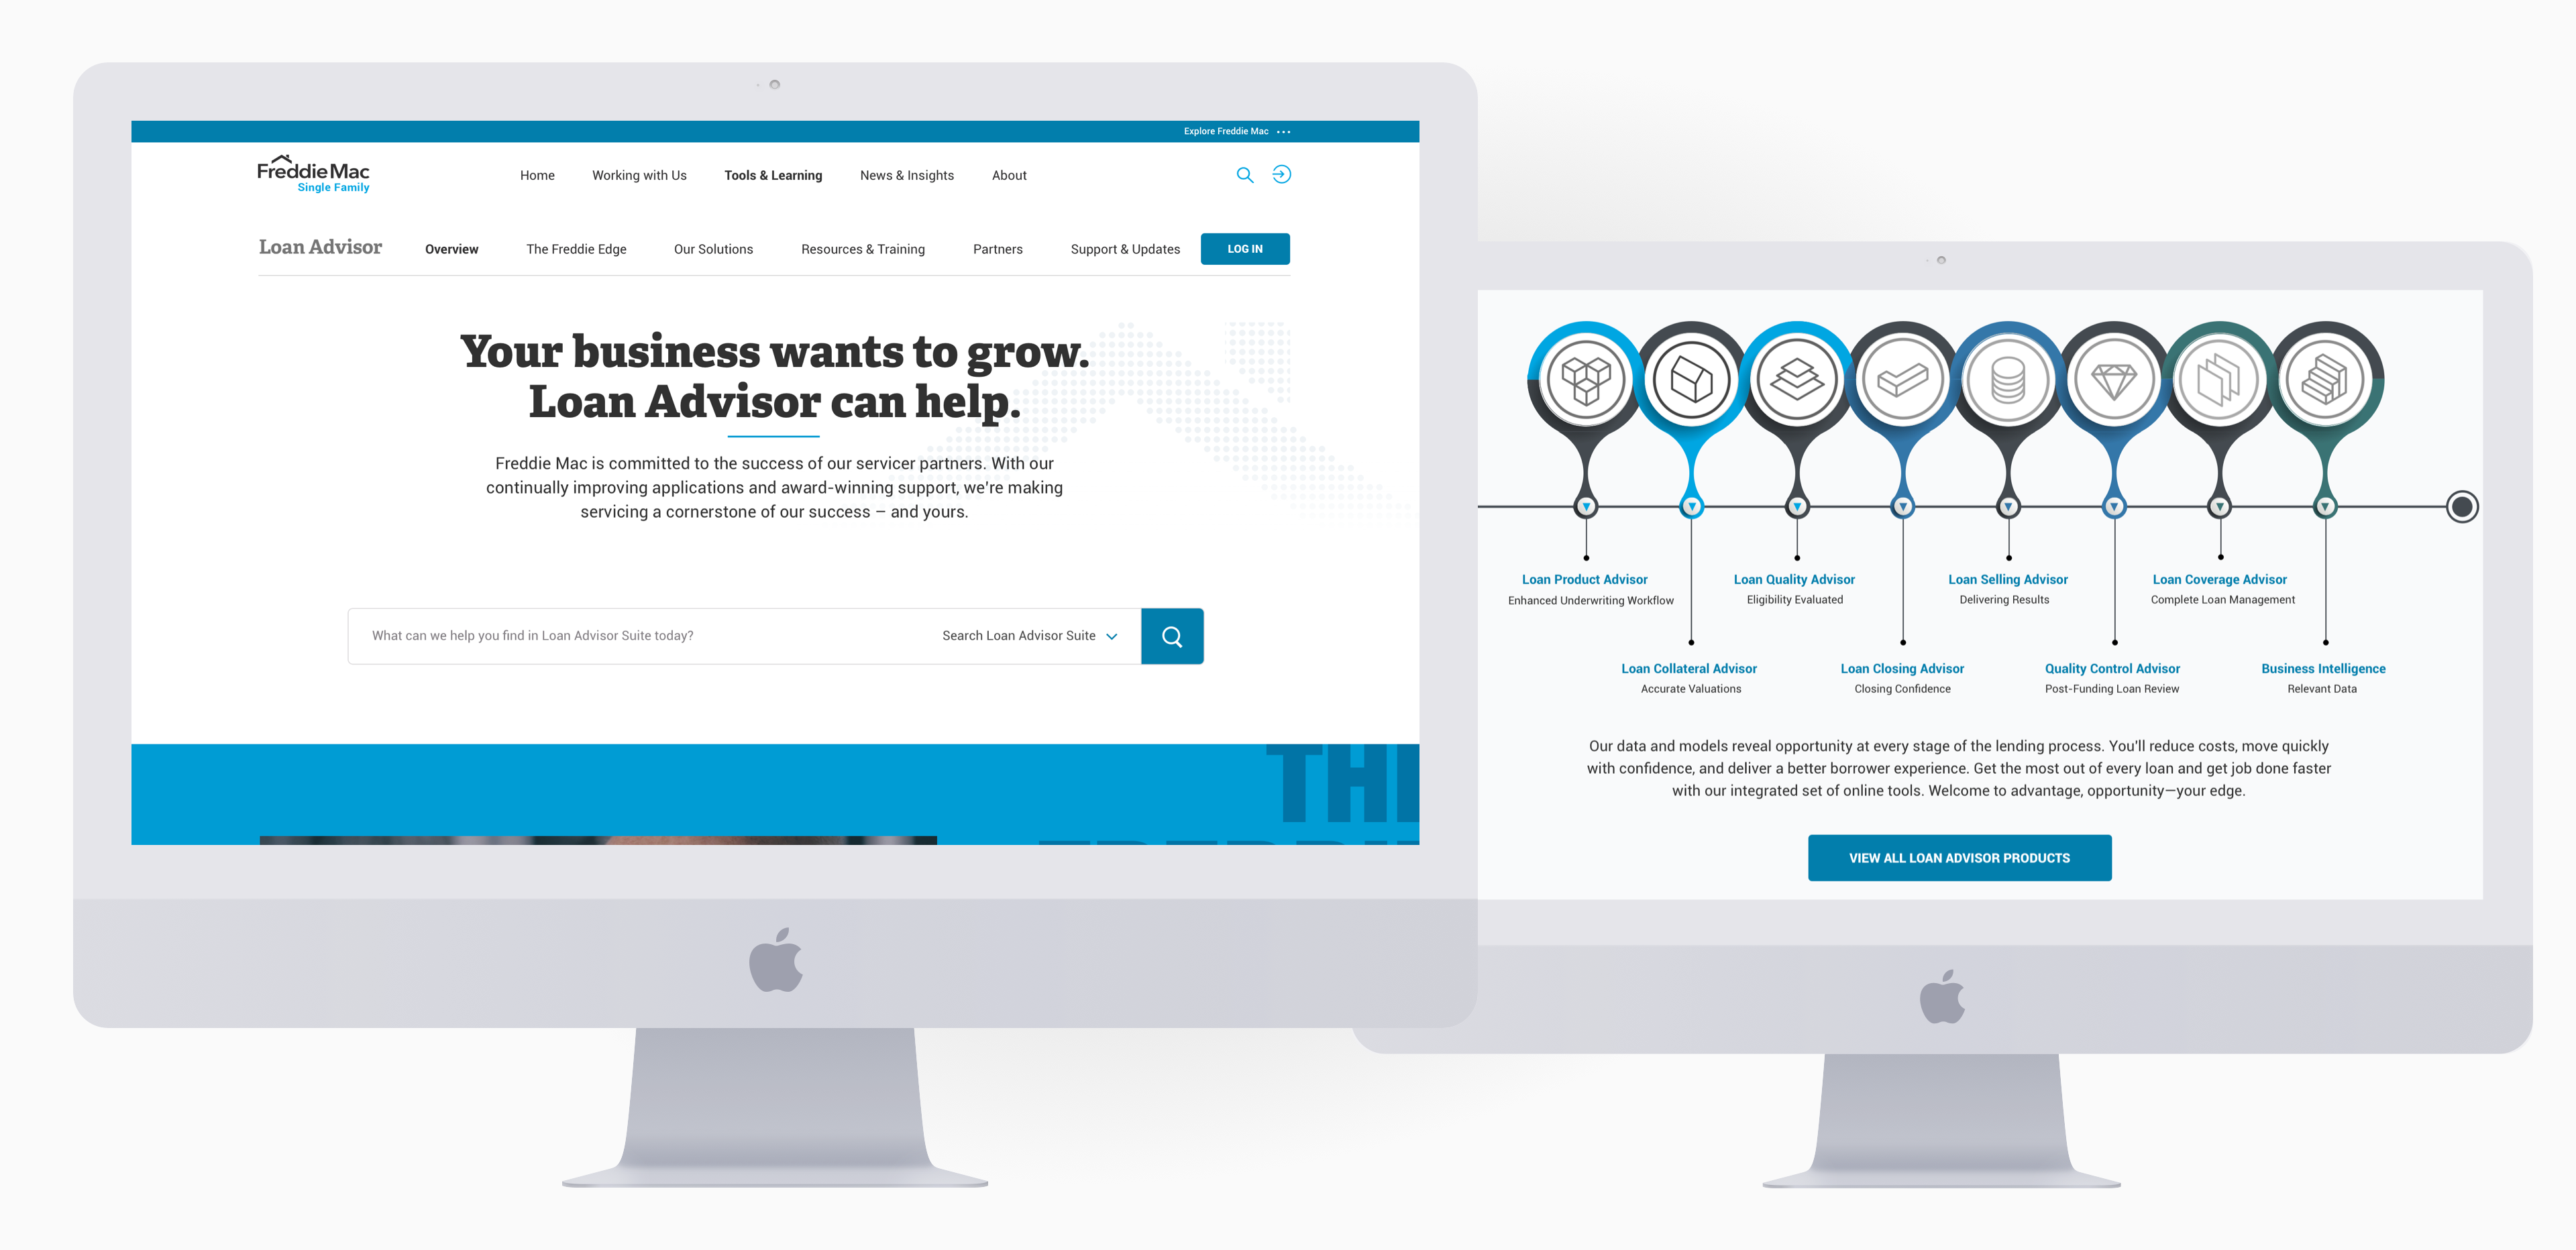 Explore Freddie Mac
Freddie Mac
Single Family
Home
Working with Us
Tools & Learning
News & Insights
About
Loan Advisor
Overview
The Freddie Edge
Our Solutions
Resources & Training
Partners
Support & Updates
LOG IN
Your business wants to grow.
Loan Advisor can help.
Freddie Mac is committed to the success of our servicer partners. With our
continually improving applications and award-winning support, we're making
servicing a cornerstone of our success – and yours.
What can we help you find in Loan Advisor Suite today?
Search Loan Advisor Suite
Loan Product Advisor
Enhanced Underwriting Workflow
Loan Quality Advisor
Eligibility Evaluated
Loan Selling Advisor
Delivering Results
Loan Coverage Advisor
Complete Loan Management
Loan Collateral Advisor
Accurate Valuations
Loan Closing Advisor
Closing Confidence
Quality Control Advisor
Post-Funding Loan Review
Business Intelligence
Relevant Data
Our data and models reveal opportunity at every stage of the lending process. You'll reduce costs, move quickly
with confidence, and deliver a better borrower experience. Get the most out of every loan and get job done faster
with our integrated set of online tools. Welcome to advantage, opportunity—your edge.
VIEW ALL LOAN ADVISOR PRODUCTS